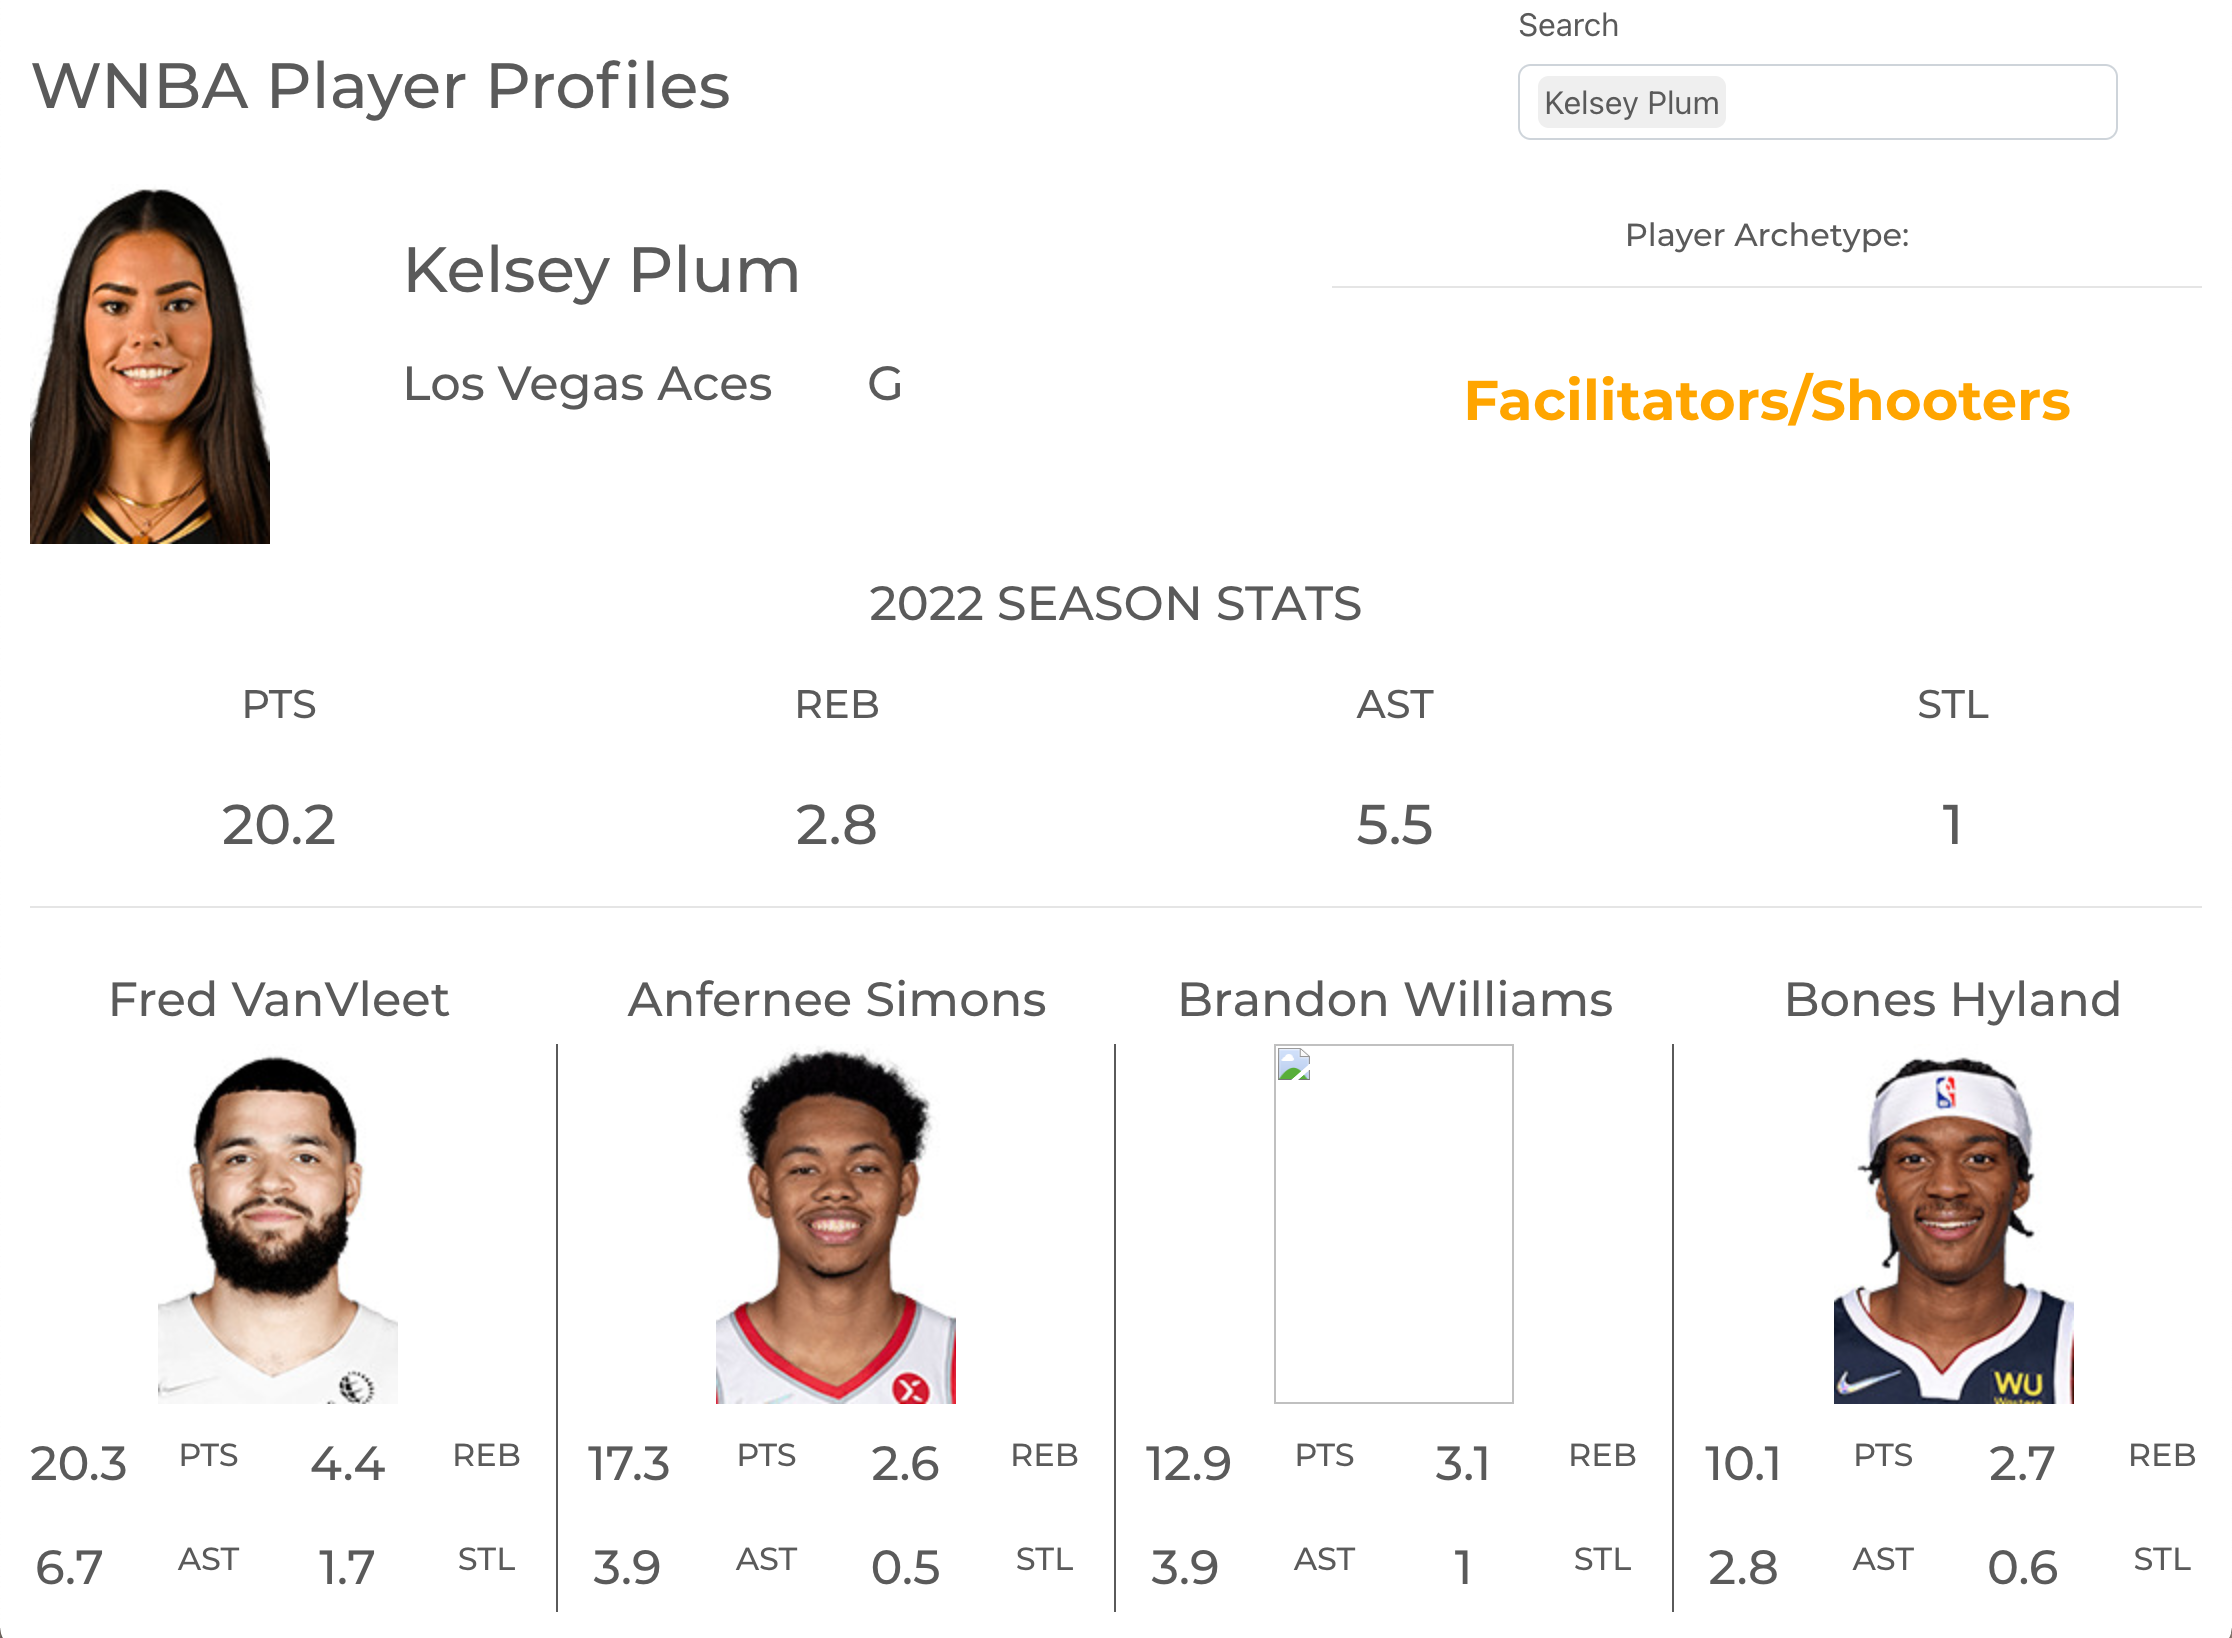 Search
WNBA Player Profiles
Kelsey Plum
Player Archetype:
Kelsey Plum
Los Vegas Aces G
Facilitators/Shooters
2022 SEASON STATS
PTS REB AST STL
20.2 2.8 5.5 1
Fred VanVleet Anfernee Simons Brandon Williams Bones Hyland
WU
Western
20.3 PTS 4.4 REB 17.3 PTS 2.6 REB 12.9 PTS 3.1 REB 10.1 PTS 2.7 REB
6.7 AST 1.7 STL 3.9 AST 0.5 STL 3.9 AST 1 STL 2.8 AST 0.6 STL